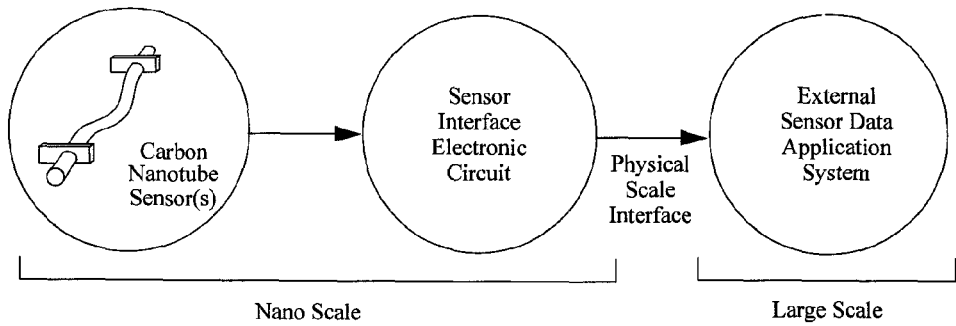 Carbon
Nanotube
Sensor(s)
Sensor
Interface
Electronic
Circuit
Physical
Scale
Interface
External
Sensor Data
Application
System
Nano Scale
Large Scale